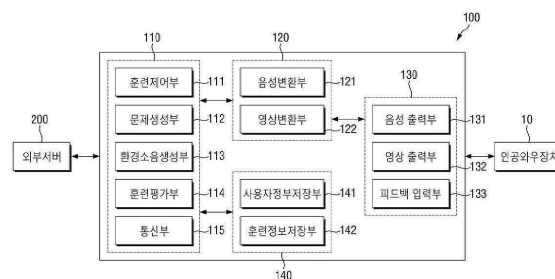 100
110
120
훈련제어부 111
음성변환부 121
130
200
문제생성부 112
영상변환부 122
음성 출력부 131
10
외부서버
환경소음생성부 113
영상 출력부 132
인공와우장치
훈련평가부 114
사용자정부저장부 141
피드백 입력부 133
통신부 115
훈련정보저장부 142
140